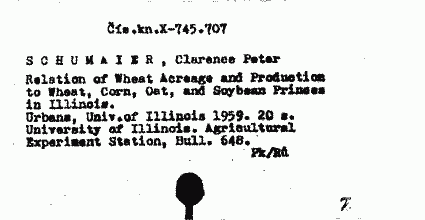 Čís.kn.X-745.707
S C H U M A I E R , Clarence Peter
Relation of Wheat Acreage and Production
to Wheat, Corn, Oat, and Soybean Prinses
in Illinois.
Urbana, Univ.of Illinois 1959. 20 s.
University of Illinois. Agricultural
Experiment Station, Bull. 648.
Pk/Rů